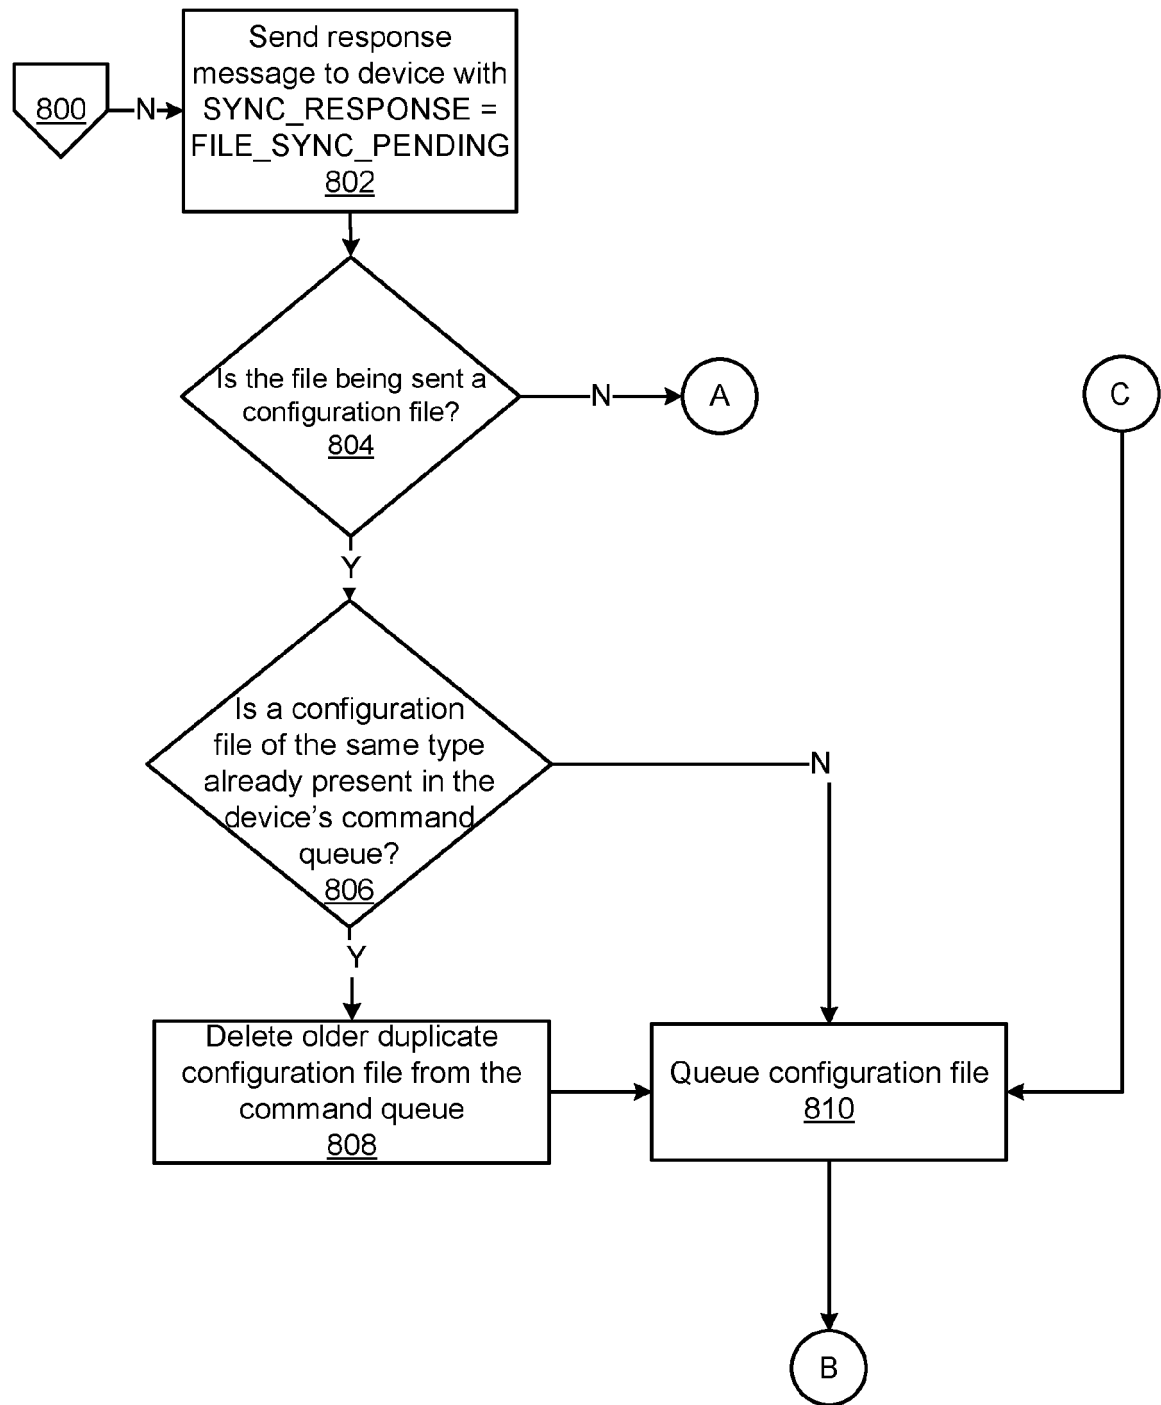 Send response
message to device with
SYNC_RESPONSE =
FILE_SYNC_PENDING
802
800
N
Is the file being sent a
configuration file?
804
N
A
C
Y
Is a configuration
file of the same type
already present in the
device's command
queue?
806
N
Y
Delete older duplicate
configuration file from the
command queue
808
Queue configuration file
810
B